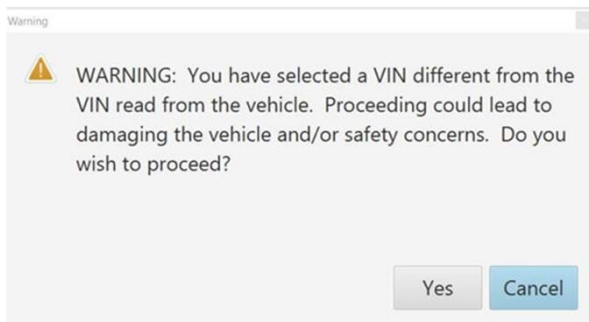 Warning
WARNING: You have selected a VIN different from the
VIN read from the vehicle. Proceeding could lead to
damaging the vehicle and/or safety concerns. Do you
wish to proceed?
Yes
Cancel